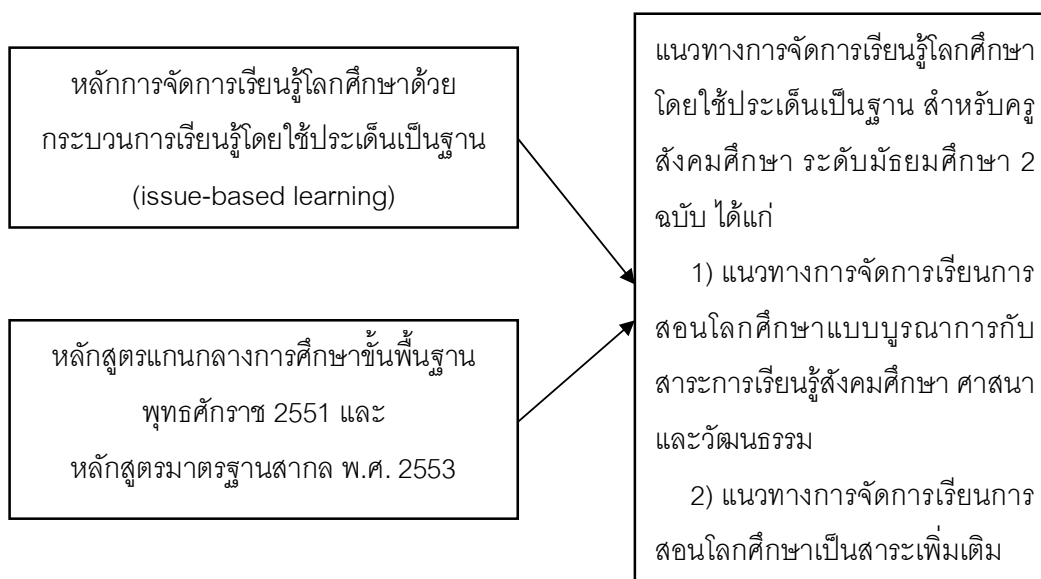 หลักการจัดการเรียนรู้โลกศึกษาด้วย
กระบวนการเรียนรู้โดยใช้ประเด็นเป็นฐาน
(issue-based learning)
หลักสูตรแกนกลางการศึกษาขั้นพื้นฐาน
พุทธศักราช 2551 และ
หลักสูตรมาตรฐานสากล พ.ศ. 2553
แนวทางการจัดการเรียนรู้โลกศึกษา
โดยใช้ประเด็นเป็นฐาน สำหรับครู
สังคมศึกษา ระดับมัธยมศึกษา 2
ฉบับ ได้แก่
1) แนวทางการจัดการเรียนการ
สอนโลกศึกษาแบบบูรณาการกับ
สาระการเรียนรู้สังคมศึกษา ศาสนา
และวัฒนธรรม
2) แนวทางการจัดการเรียนการ
สอนโลกศึกษาเป็นสาระเพิ่มเติม